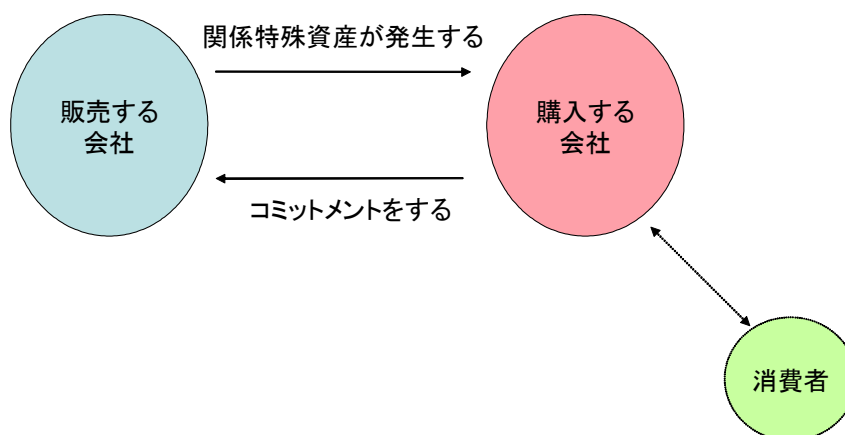 関係特殊資産が発生する
販売する
会社
購入する
会社
コミットメントをする
消費者